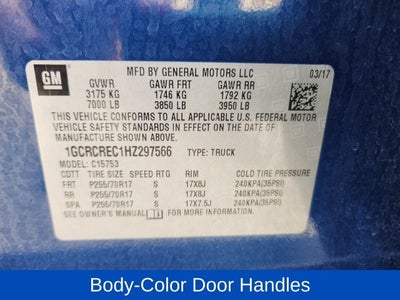 GM
MFD BY GENERAL MOTORS LLC
03/17
GVWR GAWR FRT GAWR RR
3175 KG 1746 KG 1792 KG
7000 LB 3850 LB 3950 LB
THIS VEHICLE CONFORMS TO ALL APPLICABLE U.S. FEDERAL MOTOR
VEHICLE SAFETY STANDARDS IN EFFECT ON THE DATE OF
MANUFACTURE SHOWN ABOVE.
1GCRCREC1HZ297566 TYPE: TRUCK
MODEL: C15753
CDTT TIRE SIZE SPEED RTG RIM COLD TIRE PRESSURE
FRT P255/70R17 S 17X8J 240KPA(35PSI)
RR P255/70R17 S 17X8J 240KPA(35PSI)
SPA P255/70R17 S 17X7.5J 240KPA(35PSI)
SEE OWNER'S MANUAL FOR MORE INFORMATION.
Body-Color Door Handles